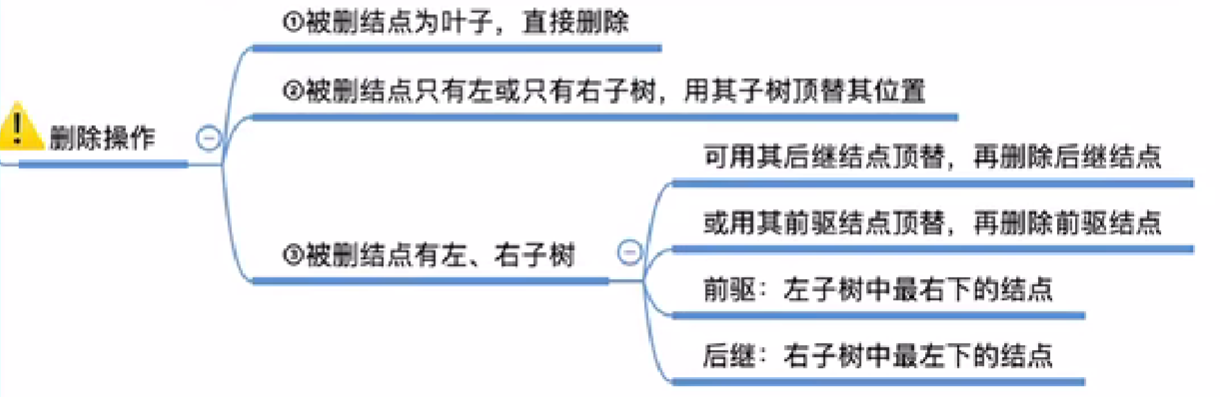 ①被删结点为叶子，直接删除
②被删结点只有左或只有右子树，用其子树顶替其位置
删除操作
可用其后继结点顶替，再删除后继结点
或用其前驱结点顶替，再删除前驱结点
③被删结点有左、右子树
前驱：左子树中最右下的结点
后继：右子树中最左下的结点